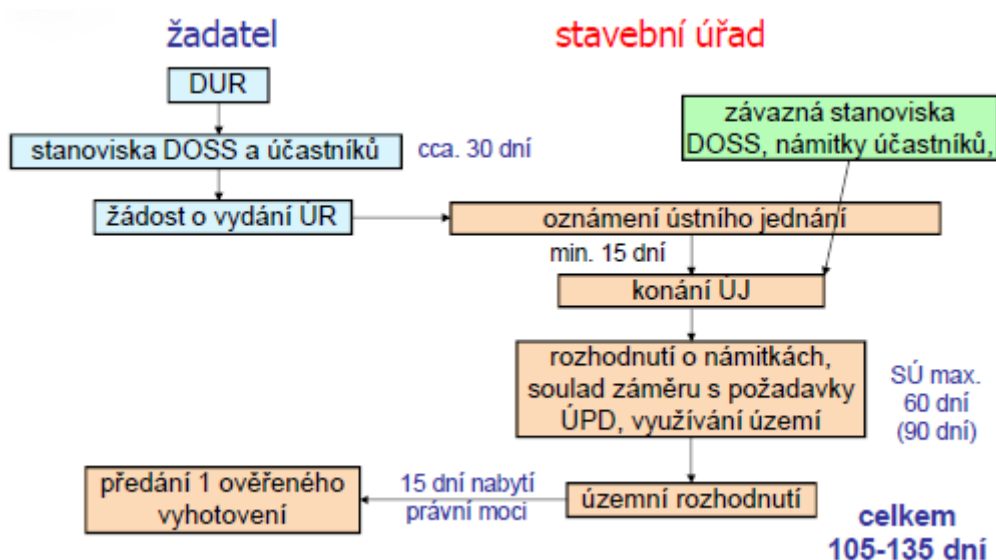 žadatel
stavební úřad
DUR
závazná stanoviska
DOSS, námitky účastníků,
stanoviska DOSS a účastníků
cca. 30 dní
žádost o vydání ÚR
oznámení ústního jednání
min. 15 dní
konání ÚJ
rozhodnutí o námitkách,
soulad záměru s požadavky
ÚPD, využívání území
SÚ max.
60 dní
(90 dní)
předání 1 ověřeného
vyhotovení
15 dní nabytí
právní moci
územní rozhodnutí
celkem
105-135 dní